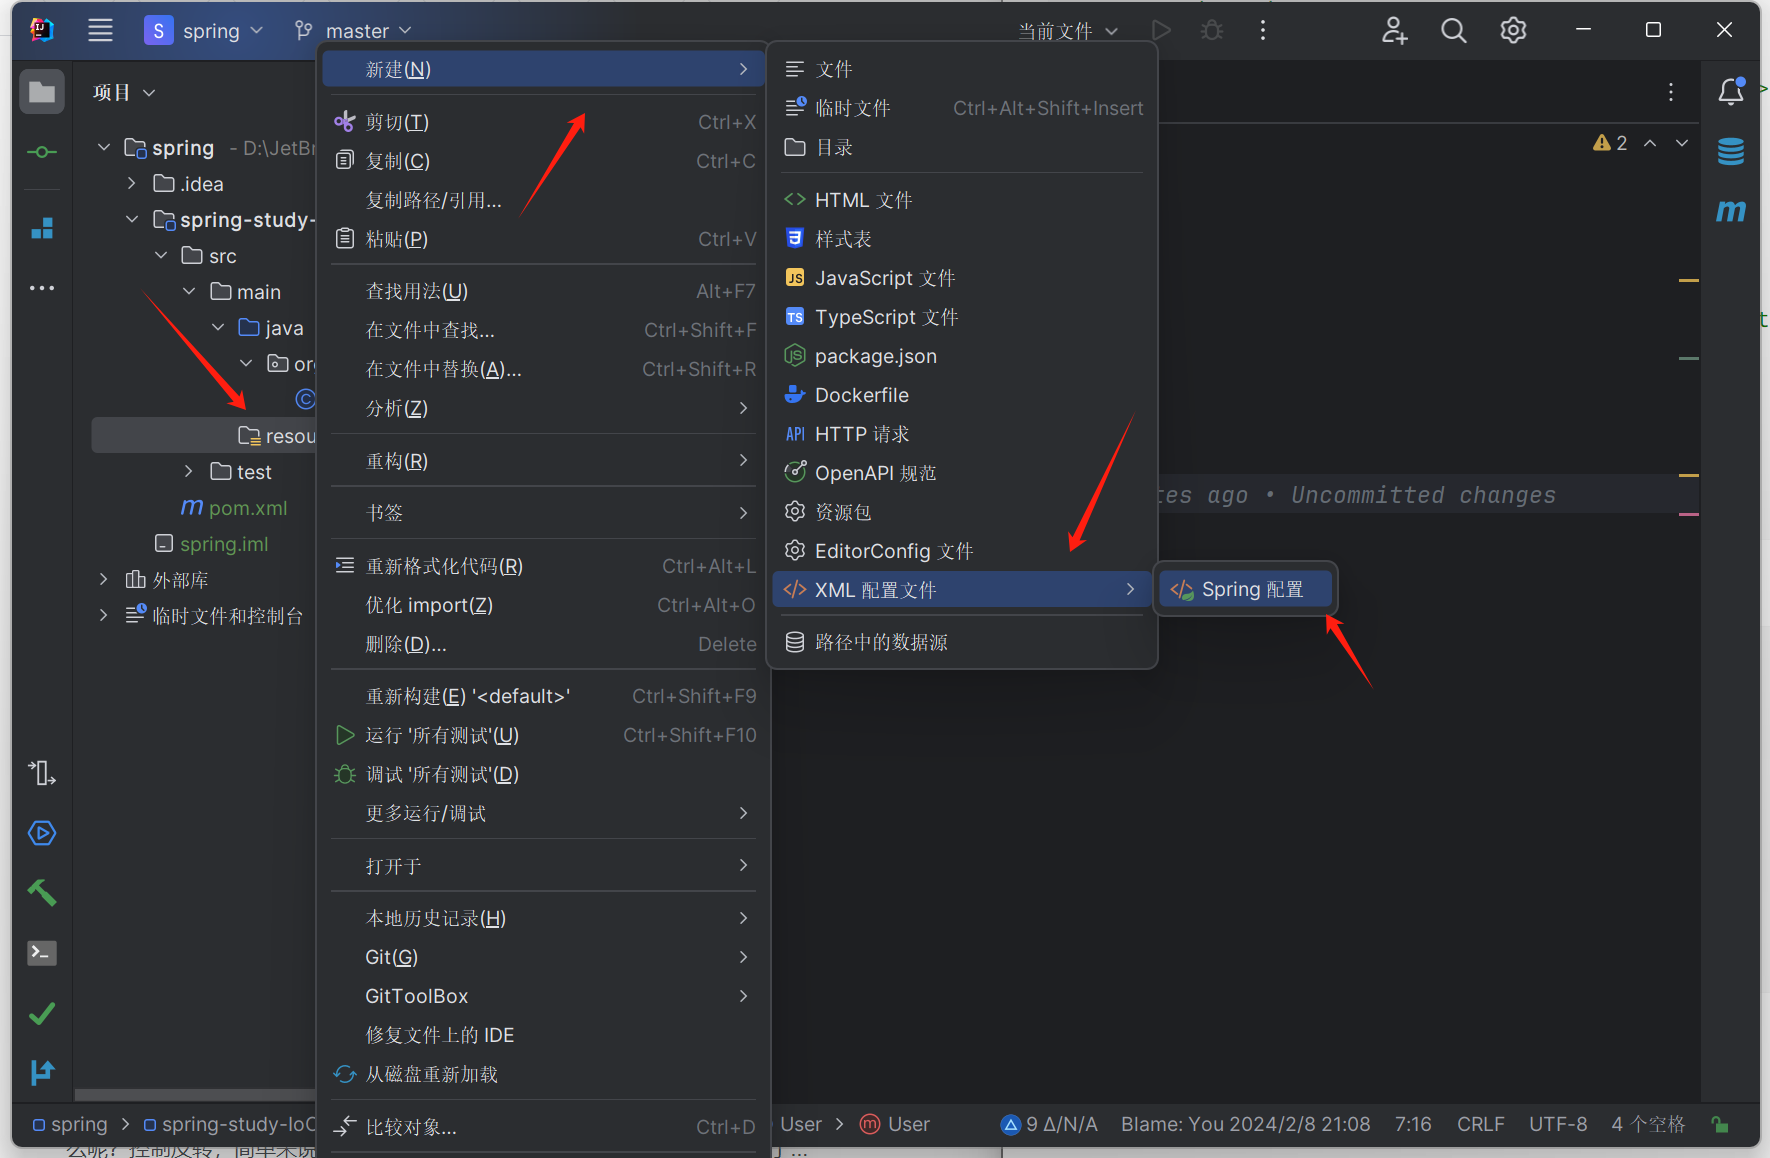 S spring master
当前文件
项目
spring - D:\JetBr
.idea
spring-study-
src
main
java
org
resou
test
pom.xml
spring.iml
外部库
临时文件和控制台
新建(N)
剪切(T) Ctrl+X
复制(C) Ctrl+C
复制路径/引用...
粘贴(P) Ctrl+V
查找用法(U) Alt+F7
在文件中查找... Ctrl+Shift+F
在文件中替换(A)... Ctrl+Shift+R
分析(Z)
重构(R)
书签
重新格式化代码(R) Ctrl+Alt+L
优化 import(Z) Ctrl+Alt+O
删除(D)... Delete
重新构建(E) '<default>' Ctrl+Shift+F9
运行 '所有测试'(U) Ctrl+Shift+F10
调试 '所有测试'(D)
更多运行/调试
打开于
本地历史记录(H)
Git(G)
GitToolBox
修复文件上的 IDE
从磁盘重新加载
比较对象... Ctrl+D
文件
临时文件 Ctrl+Alt+Shift+Insert
目录
HTML 文件
样式表
JS JavaScript 文件
TS TypeScript 文件
package.json
Dockerfile
API HTTP 请求
OpenAPI 规范
资源包
EditorConfig 文件
XML 配置文件
路径中的数据源
Spring 配置
2
tes ago • Uncommitted changes
spring spring-study-IoC User User 9 Δ/N/A Blame: You 2024/2/8 21:08 7:16 CRLF UTF-8 4 个空格